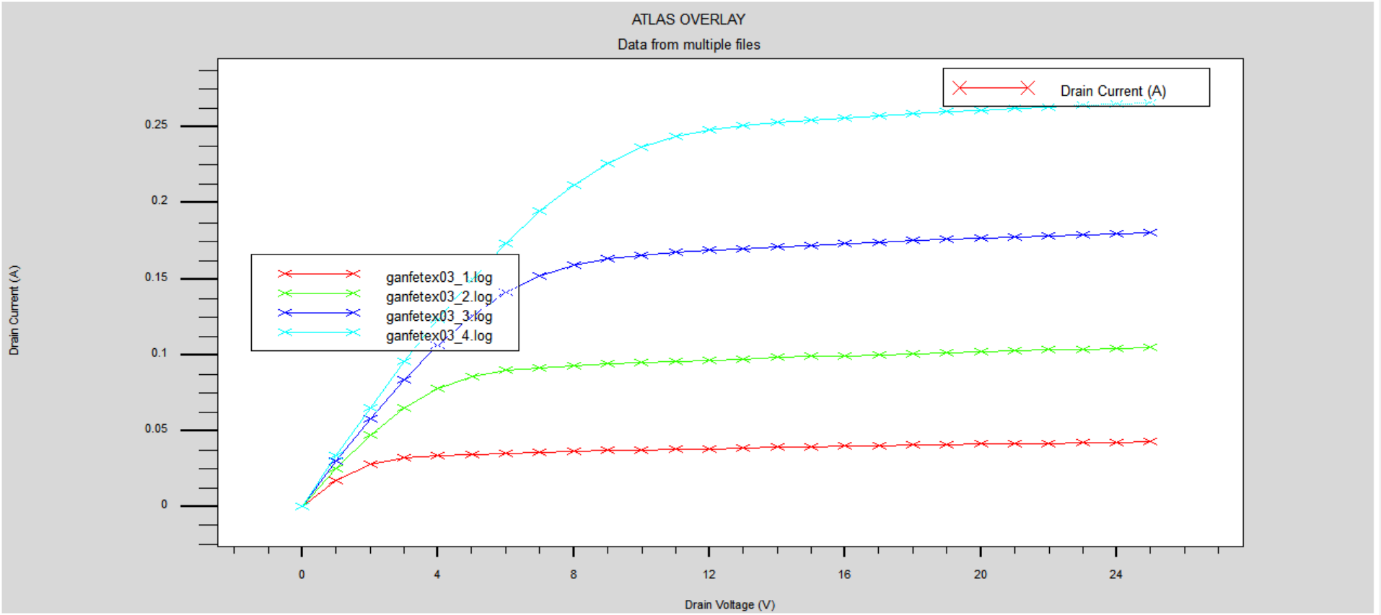 ATLAS OVERLAY
Data from multiple files
Drain Current (A)
0.25
0.2
0.15
0.1
0.05
0
Drain Current (A)
ganfetex03_1.log
ganfetex03_2.log
ganfetex03_3.log
ganfetex03_4.log
0 4 8 12 16 20 24
Drain Voltage (V)